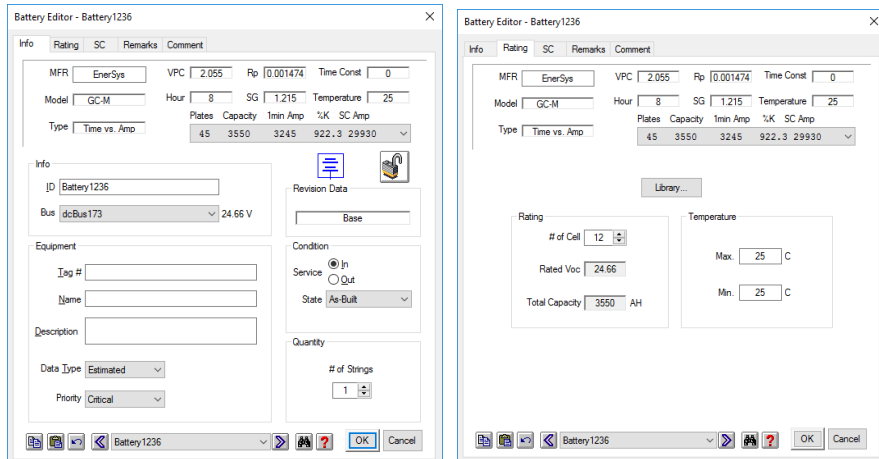 Battery Editor - Battery1236
Info Rating SC Remarks Comment
MFR EnerSys VPC 2.055 Rp 0.001474 Time Const 0
Model GC-M Hour 8 SG 1.215 Temperature 25
Plates Capacity 1min Amp %K SC Amp
Type Time vs. Amp 45 3550 3245 922.3 29930
Info
ID Battery1236
Bus dcBus173 24.66 V
Revision Data
Base
Equipment
Tag #
Name
Description
Data Type Estimated
Priority Critical
Condition
Service In
Out
State As-Built
Quantity
# of Strings
1
Battery1236 OK Cancel
Battery Editor - Battery1236
Info Rating SC Remarks Comment
MFR EnerSys VPC 2.055 Rp 0.001474 Time Const 0
Model GC-M Hour 8 SG 1.215 Temperature 25
Plates Capacity 1min Amp %K SC Amp
Type Time vs. Amp 45 3550 3245 922.3 29930
Library...
Rating
# of Cell 12
Rated Voc 24.66
Total Capacity 3550 AH
Temperature
Max. 25 C
Min. 25 C
Battery1236 OK Cancel